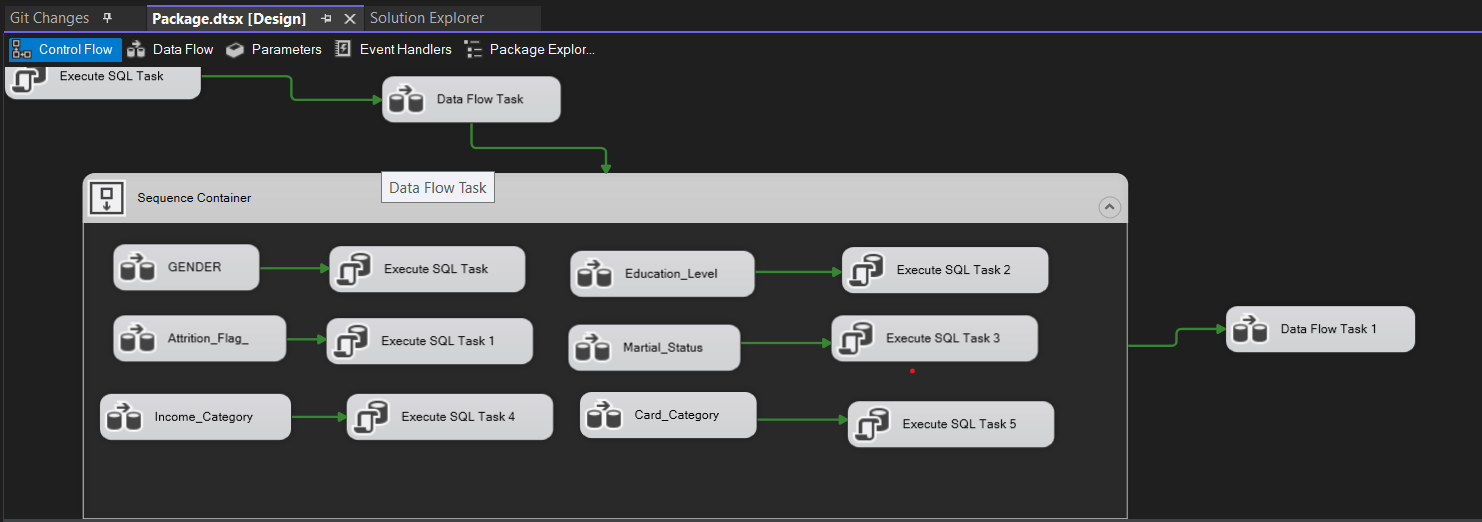 Git Changes Package.dtsx [Design] Solution Explorer
Control Flow Data Flow Parameters Event Handlers Package Explor...
Execute SQL Task
Data Flow Task
Data Flow Task
Sequence Container
GENDER Execute SQL Task Education_Level Execute SQL Task 2
Attrition_Flag_ Execute SQL Task 1 Martial_Status Execute SQL Task 3
Data Flow Task 1
Income_Category Execute SQL Task 4 Card_Category Execute SQL Task 5